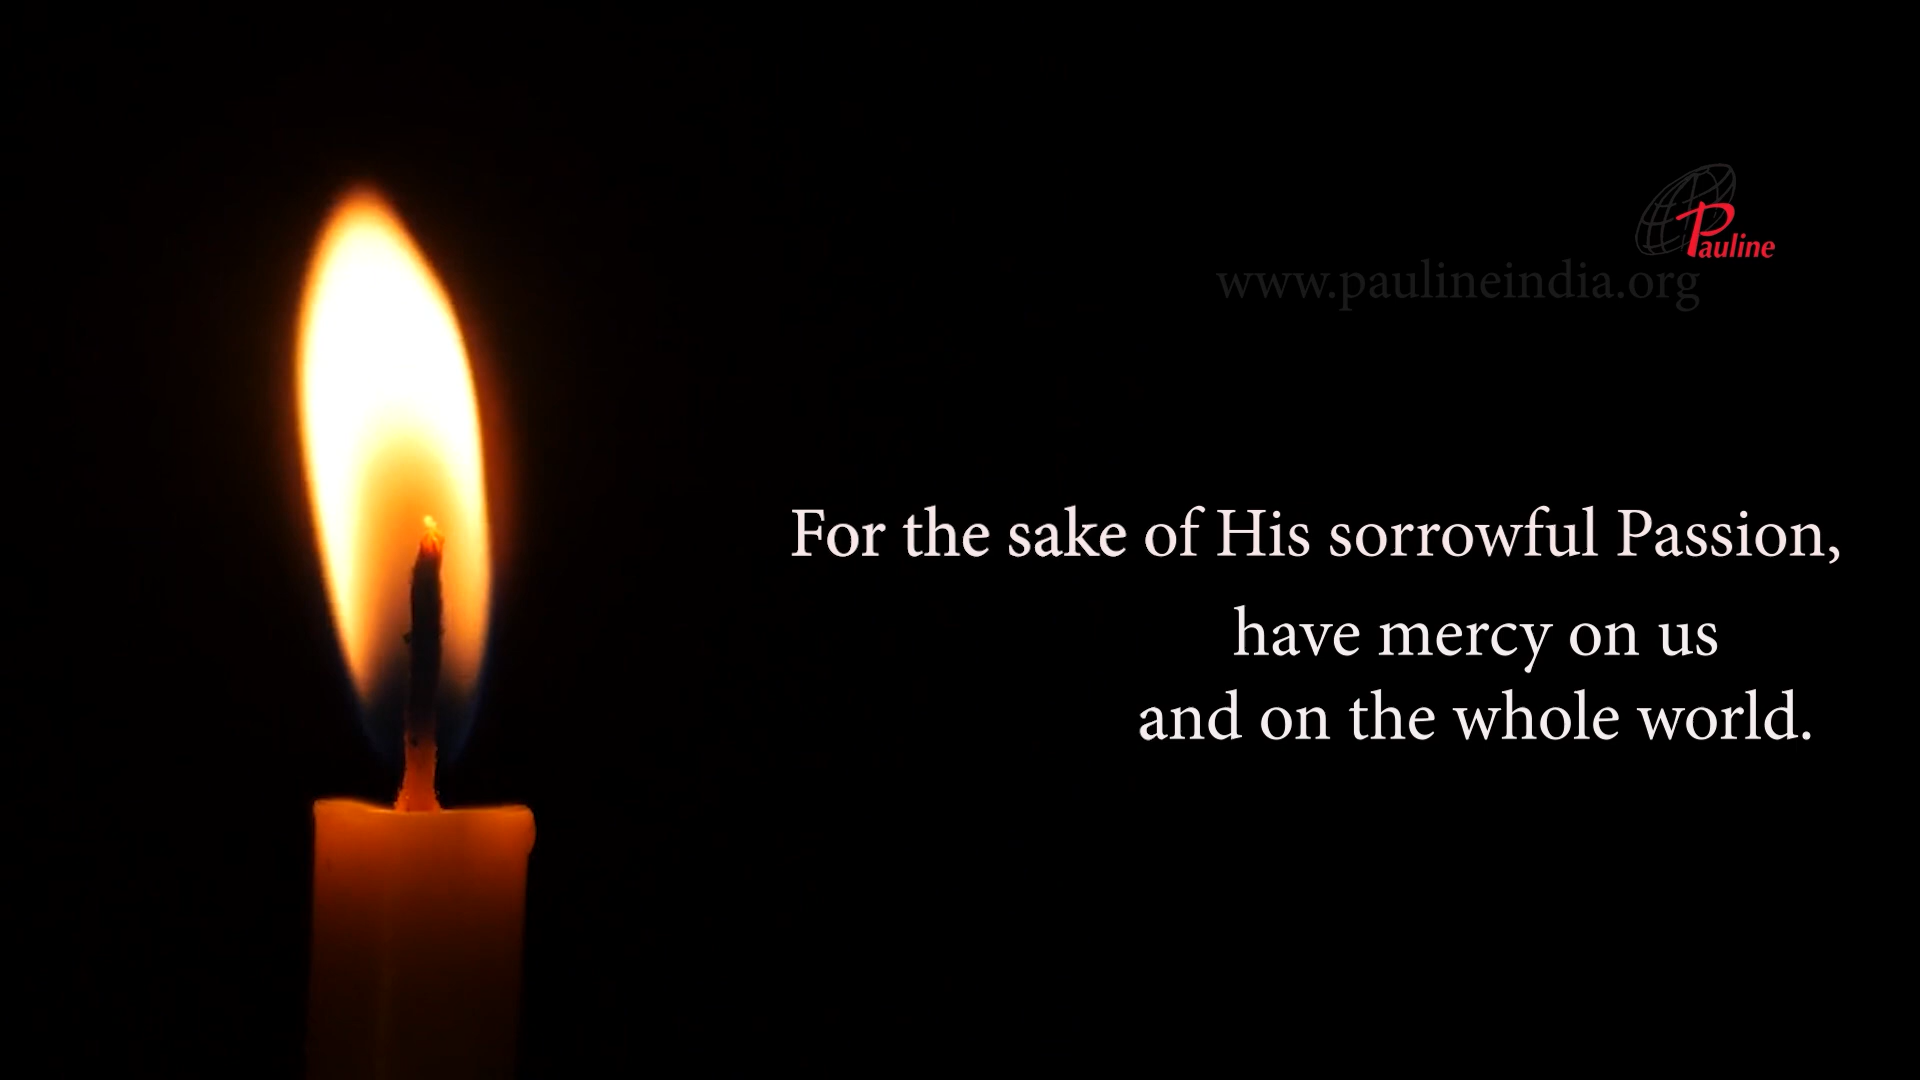 Pauline
www.paulineindia.org
For the sake of His sorrowful Passion,
have mercy on us
and on the whole world.